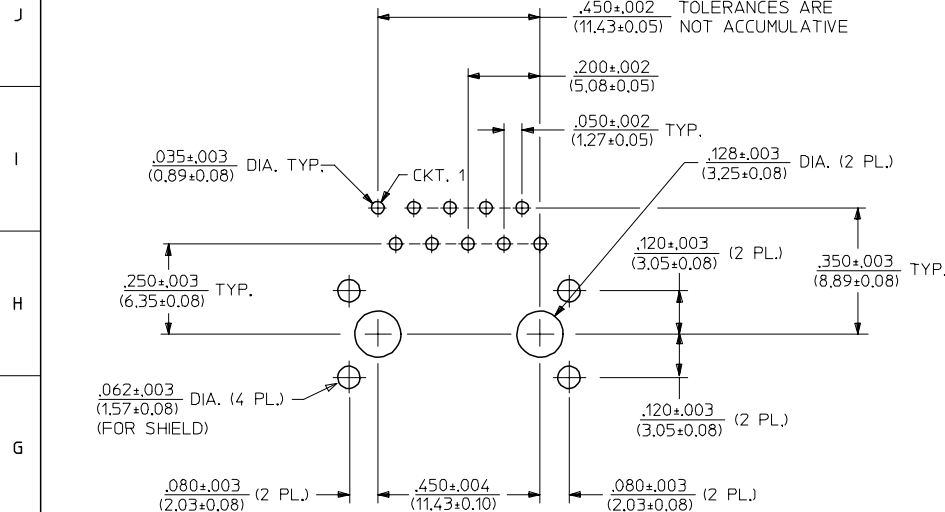 J
.450±.002 TOLERANCES ARE
(11.43±0.05) NOT ACCUMULATIVE
.200±.002
(5.08±0.05)
.050±.002 TYP.
(1.27±0.05)
I
.035±.003 DIA. TYP.
(0.89±0.08)
CKT. 1
.128±.003 DIA. (2 PL.)
(3.25±0.08)
H
.250±.003 TYP.
(6.35±0.08)
.120±.003 (2 PL.)
(3.05±0.08)
.350±.003 TYP.
(8.89±0.08)
.062±.003 DIA. (4 PL.)
(1.57±0.08)
(FOR SHIELD)
.120±.003 (2 PL.)
(3.05±0.08)
G
.080±.003 (2 PL.)
(2.03±0.08)
.450±.004
(11.43±0.10)
.080±.003 (2 PL.)
(2.03±0.08)